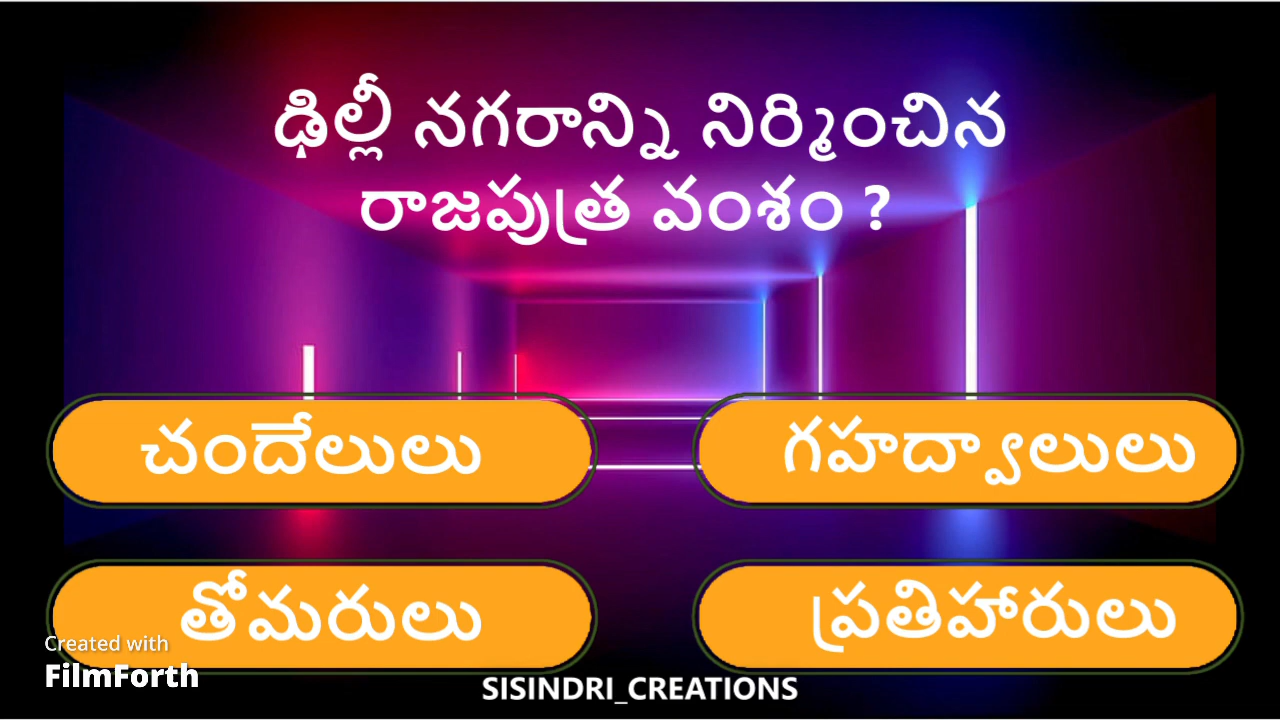 ఢిల్లీ నగరాన్ని నిర్మించిన
రాజపుత్ర వంశం ?
చందేలులు
గహద్వాలులు
తోమరులు
ప్రతిహారులు
Created with
FilmForth
SISINDRI_CREATIONS